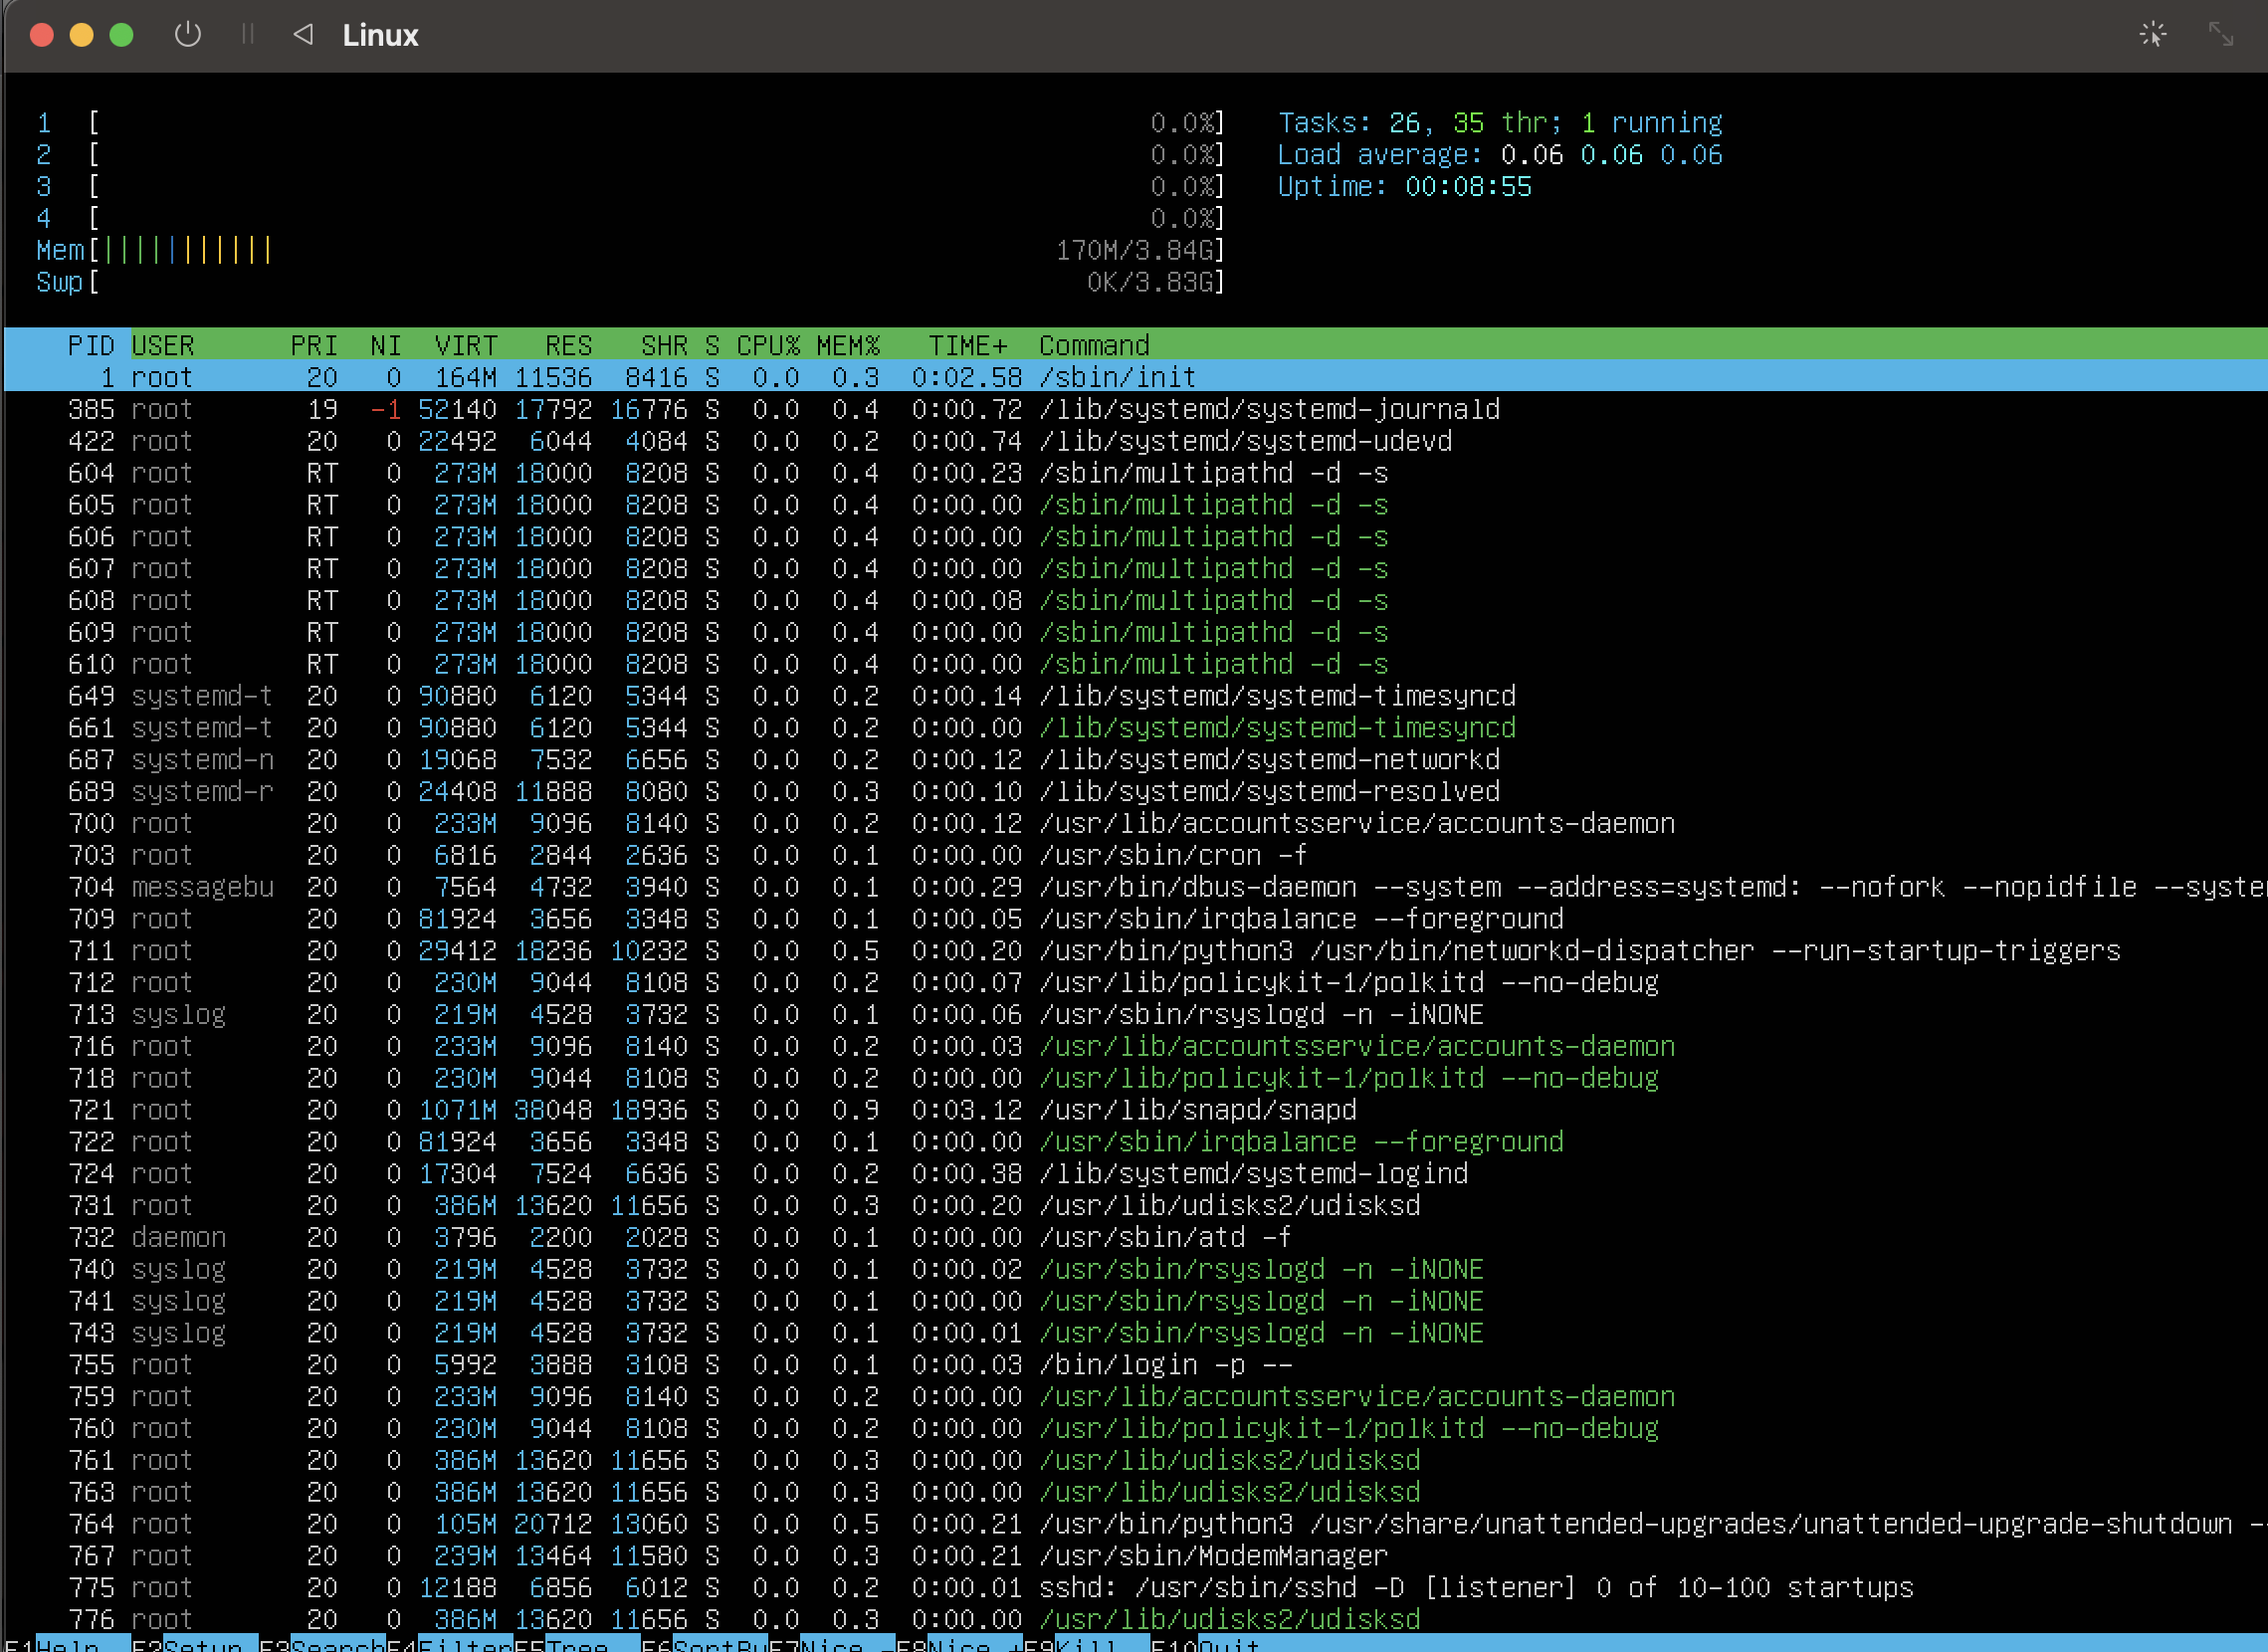 Linux
1 [ 0.0%] Tasks: 26, 35 thr; 1 running
2 [ 0.0%] Load average: 0.06 0.06 0.06
3 [ 0.0%] Uptime: 00:08:55
4 [ 0.0%]
Mem[||||||||||| 170M/3.84G]
Swp[ 0K/3.83G]
PID USER PRI NI VIRT RES SHR S CPU% MEM% TIME+ Command
1 root 20 0 164M 11536 8416 S 0.0 0.3 0:02.58 /sbin/init
385 root 19 -1 52140 17792 16776 S 0.0 0.4 0:00.72 /lib/systemd/systemd-journald
422 root 20 0 22492 6044 4084 S 0.0 0.2 0:00.74 /lib/systemd/systemd-udevd
604 root RT 0 273M 18000 8208 S 0.0 0.4 0:00.23 /sbin/multipathd -d -s
605 root RT 0 273M 18000 8208 S 0.0 0.4 0:00.00 /sbin/multipathd -d -s
606 root RT 0 273M 18000 8208 S 0.0 0.4 0:00.00 /sbin/multipathd -d -s
607 root RT 0 273M 18000 8208 S 0.0 0.4 0:00.00 /sbin/multipathd -d -s
608 root RT 0 273M 18000 8208 S 0.0 0.4 0:00.08 /sbin/multipathd -d -s
609 root RT 0 273M 18000 8208 S 0.0 0.4 0:00.00 /sbin/multipathd -d -s
610 root RT 0 273M 18000 8208 S 0.0 0.4 0:00.00 /sbin/multipathd -d -s
649 systemd-t 20 0 90880 6120 5344 S 0.0 0.2 0:00.14 /lib/systemd/systemd-timesyncd
661 systemd-t 20 0 90880 6120 5344 S 0.0 0.2 0:00.00 /lib/systemd/systemd-timesyncd
687 systemd-n 20 0 19068 7532 6656 S 0.0 0.2 0:00.12 /lib/systemd/systemd-networkd
689 systemd-r 20 0 24408 11888 8080 S 0.0 0.3 0:00.10 /lib/systemd/systemd-resolved
700 root 20 0 233M 9096 8140 S 0.0 0.2 0:00.12 /usr/lib/accountsservice/accounts-daemon
703 root 20 0 6816 2844 2636 S 0.0 0.1 0:00.00 /usr/sbin/cron -f
704 messagebu 20 0 7564 4732 3940 S 0.0 0.1 0:00.29 /usr/bin/dbus-daemon --system --address=systemd: --nofork --nopidfile --syste
709 root 20 0 81924 3656 3348 S 0.0 0.1 0:00.05 /usr/sbin/irqbalance --foreground
711 root 20 0 29412 18236 10232 S 0.0 0.5 0:00.20 /usr/bin/python3 /usr/bin/networkd-dispatcher --run-startup-triggers
712 root 20 0 230M 9044 8108 S 0.0 0.2 0:00.07 /usr/lib/policykit-1/polkitd --no-debug
713 syslog 20 0 219M 4528 3732 S 0.0 0.1 0:00.06 /usr/sbin/rsyslogd -n -iNONE
716 root 20 0 233M 9096 8140 S 0.0 0.2 0:00.03 /usr/lib/accountsservice/accounts-daemon
718 root 20 0 230M 9044 8108 S 0.0 0.2 0:00.00 /usr/lib/policykit-1/polkitd --no-debug
721 root 20 0 1071M 38048 18936 S 0.0 0.9 0:03.12 /usr/lib/snapd/snapd
722 root 20 0 81924 3656 3348 S 0.0 0.1 0:00.00 /usr/sbin/irqbalance --foreground
724 root 20 0 17304 7524 6636 S 0.0 0.2 0:00.38 /lib/systemd/systemd-logind
731 root 20 0 386M 13620 11656 S 0.0 0.3 0:00.20 /usr/lib/udisks2/udisksd
732 daemon 20 0 3796 2200 2028 S 0.0 0.1 0:00.00 /usr/sbin/atd -f
740 syslog 20 0 219M 4528 3732 S 0.0 0.1 0:00.02 /usr/sbin/rsyslogd -n -iNONE
741 syslog 20 0 219M 4528 3732 S 0.0 0.1 0:00.00 /usr/sbin/rsyslogd -n -iNONE
743 syslog 20 0 219M 4528 3732 S 0.0 0.1 0:00.01 /usr/sbin/rsyslogd -n -iNONE
755 root 20 0 5992 3888 3108 S 0.0 0.1 0:00.03 /bin/login -p --
759 root 20 0 233M 9096 8140 S 0.0 0.2 0:00.00 /usr/lib/accountsservice/accounts-daemon
760 root 20 0 230M 9044 8108 S 0.0 0.2 0:00.00 /usr/lib/policykit-1/polkitd --no-debug
761 root 20 0 386M 13620 11656 S 0.0 0.3 0:00.00 /usr/lib/udisks2/udisksd
763 root 20 0 386M 13620 11656 S 0.0 0.3 0:00.00 /usr/lib/udisks2/udisksd
764 root 20 0 105M 20712 13060 S 0.0 0.5 0:00.21 /usr/bin/python3 /usr/share/unattended-upgrades/unattended-upgrade-shutdown --
767 root 20 0 239M 13464 11580 S 0.0 0.3 0:00.21 /usr/sbin/ModemManager
775 root 20 0 12188 6856 6012 S 0.0 0.2 0:00.01 sshd: /usr/sbin/sshd -D [listener] 0 of 10-100 startups
776 root 20 0 386M 13620 11656 S 0.0 0.3 0:00.00 /usr/lib/udisks2/udisksd
F1Help F2Setup F3SearchF4FilterF5Tree F6SortByF7Nice -F8Nice +F9Kill F10Quit